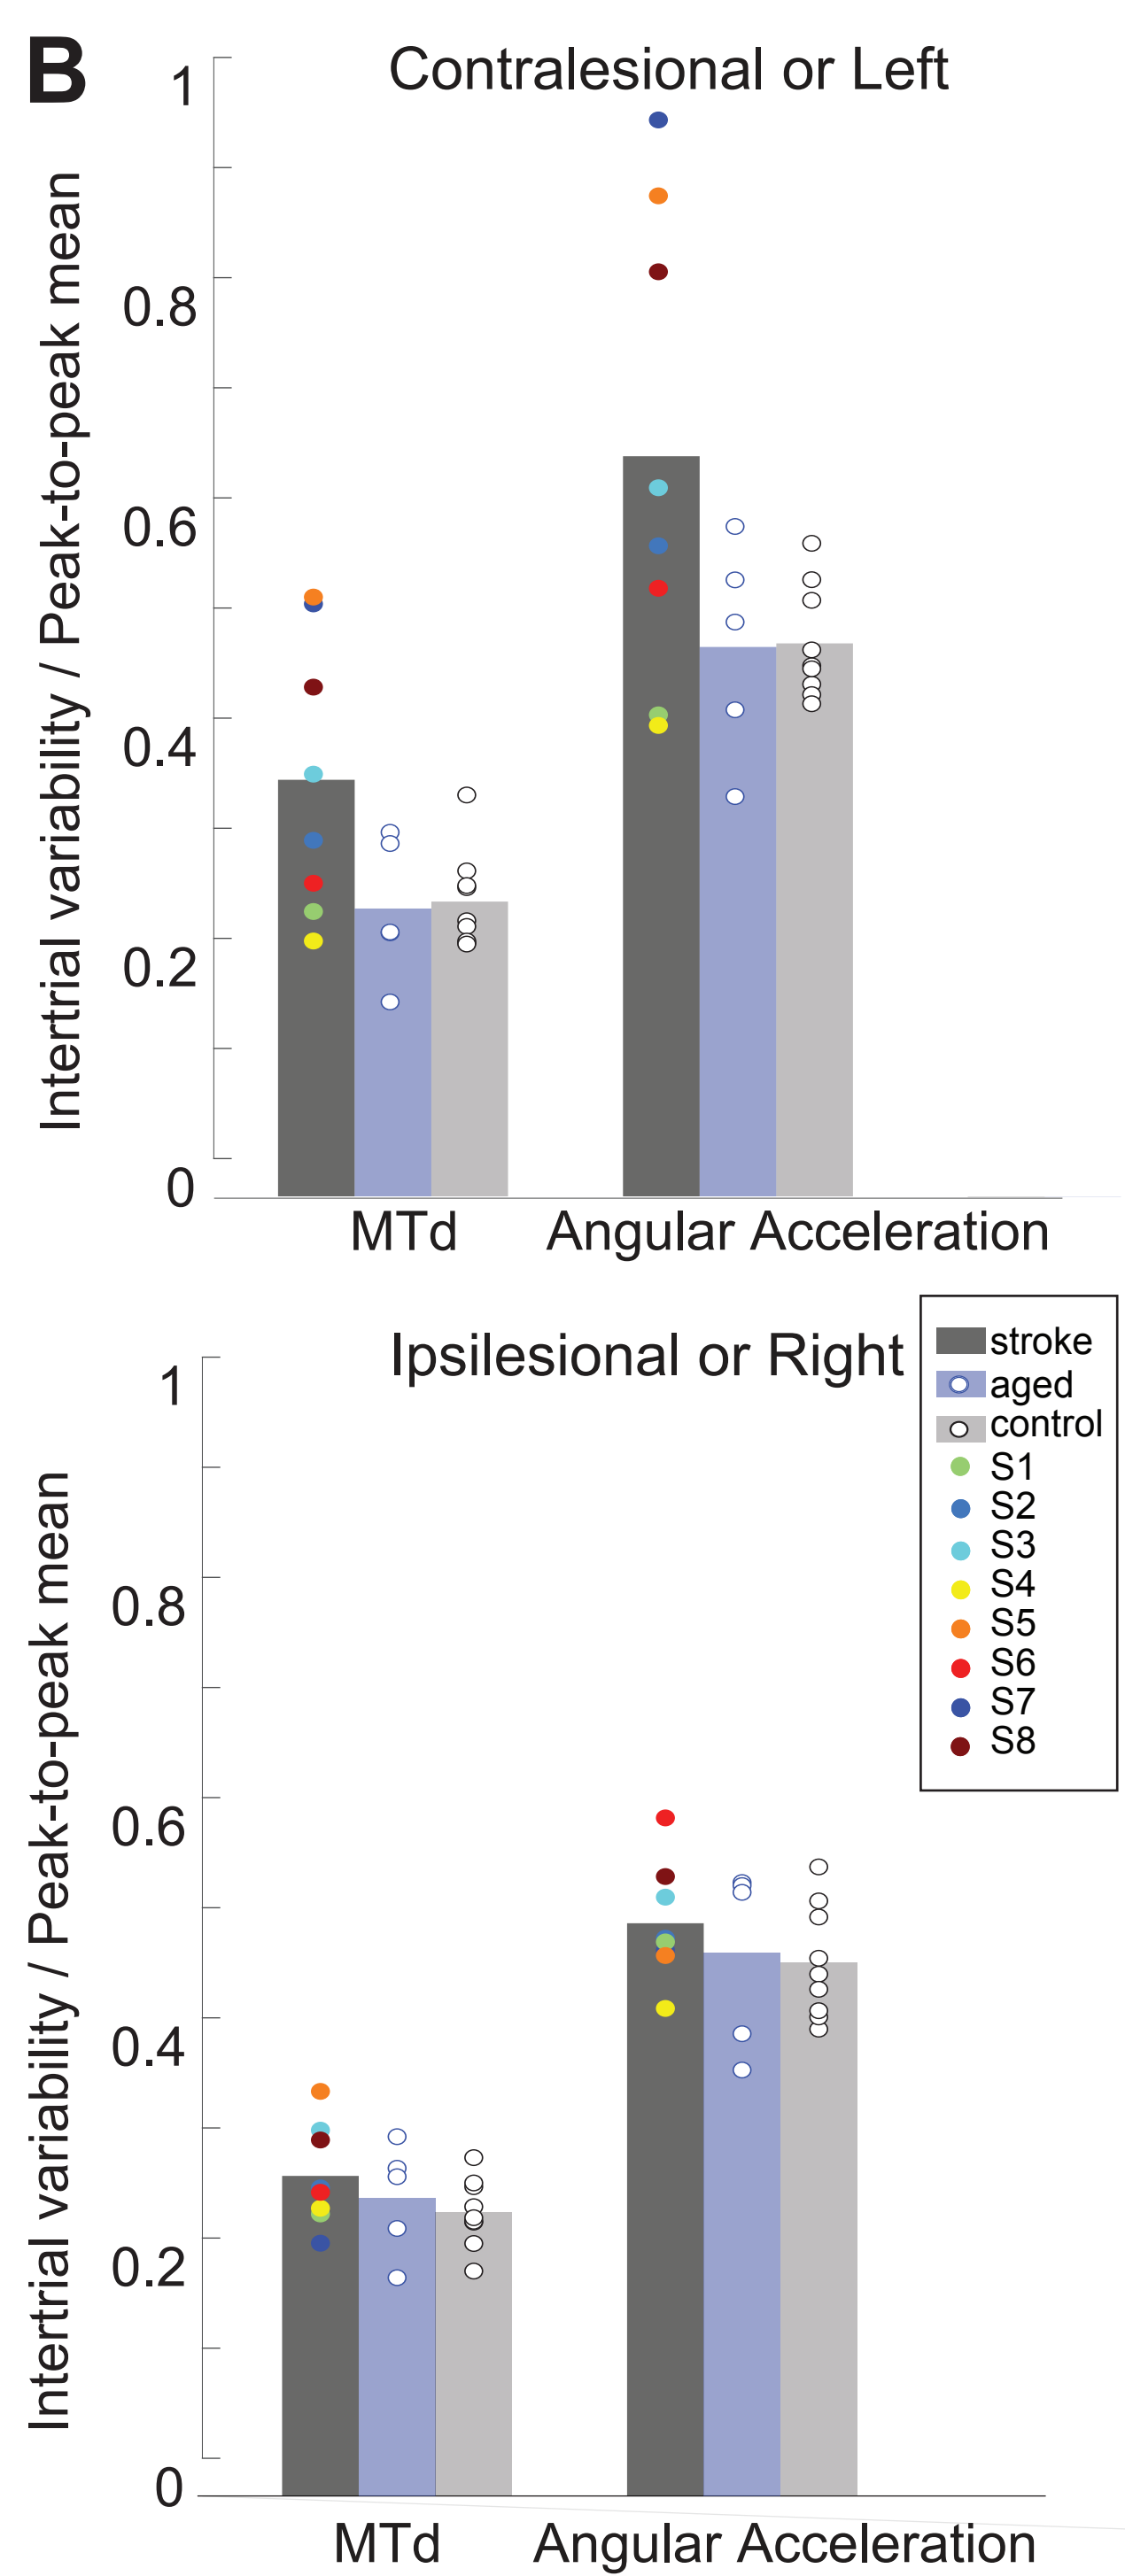 B
Contralesional or Left
Intertrial variability / Peak-to-peak mean
1
0.8
0.6
0.4
0.2
0
MTd
Angular Acceleration
Ipsilesional or Right
Intertrial variability / Peak-to-peak mean
1
0.8
0.6
0.4
0.2
0
stroke
aged
control
S1
S2
S3
S4
S5
S6
S7
S8
MTd
Angular Acceleration